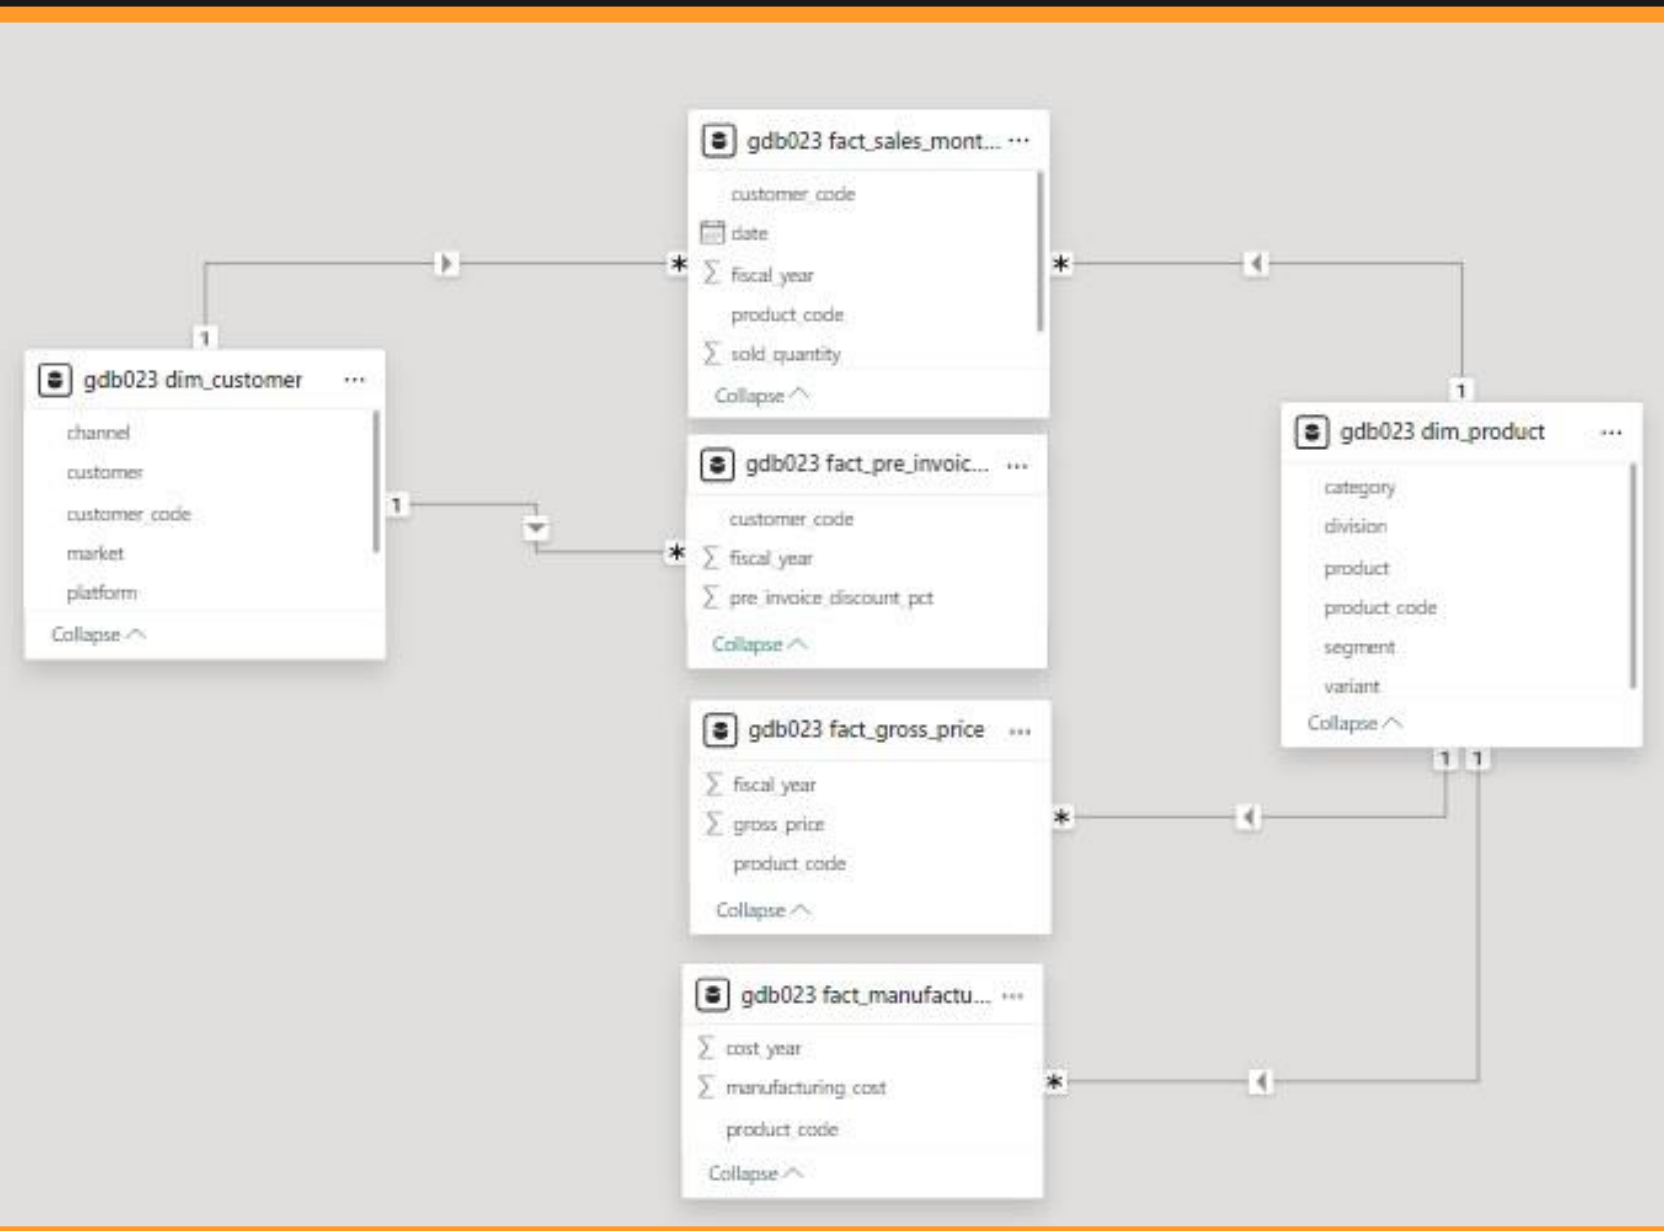 gdb023 fact_sales_mont... ...
customer_code
date
fiscal_year
product_code
sold_quantity
Collapse
1
*
*
1
gdb023 dim_customer ...
channel
customer
customer_code
market
platform
Collapse
1
*
gdb023 fact_pre_invoic... ...
customer_code
fiscal_year
pre_invoice_discount_pct
Collapse
gdb023 dim_product ...
category
division
product
product_code
segment
variant
Collapse
1 1
gdb023 fact_gross_price ...
fiscal_year
gross_price
product_code
Collapse
*
gdb023 fact_manufactu... ...
cost_year
manufacturing_cost
product_code
Collapse
*